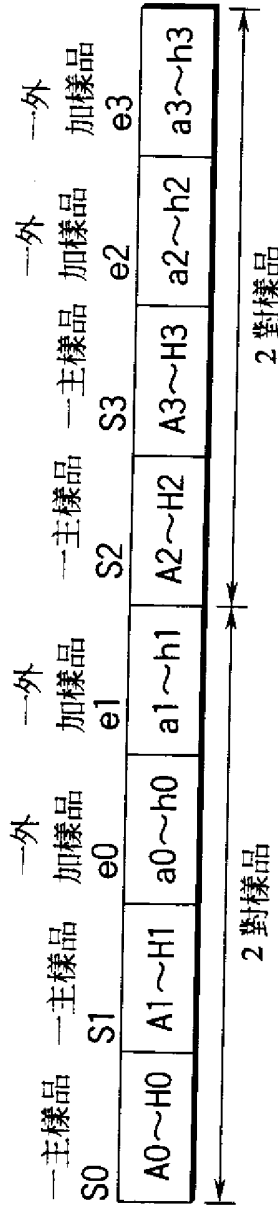 一主樣品
S0
A0～H0
一主樣品
S1
A1～H1
一外
加樣品
e0
a0～h0
一外
加樣品
e1
a1～h1
一主樣品
S2
A2～H2
一主樣品
S3
A3～H3
一外
加樣品
e2
a2～h2
一外
加樣品
e3
a3～h3
2 對樣品
2 對樣品